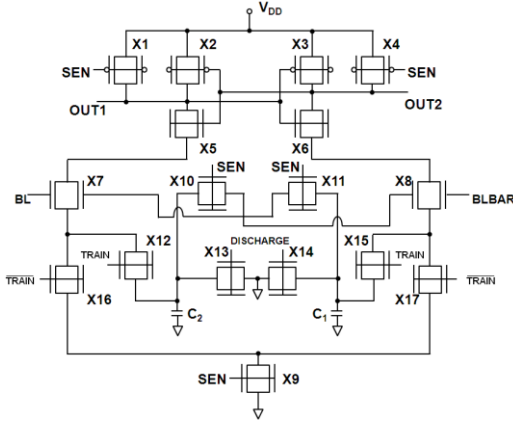 VDD
X1 X2 X3 X4
SEN SEN
OUT1 OUT2
X5 X6
SEN SEN
X7 X10 X11 X8
BL BLBAR
X12 DISCHARGE X15
TRAIN X13 X14 TRAIN
TRAIN TRAIN
X16 X17
C2 C1
SEN X9